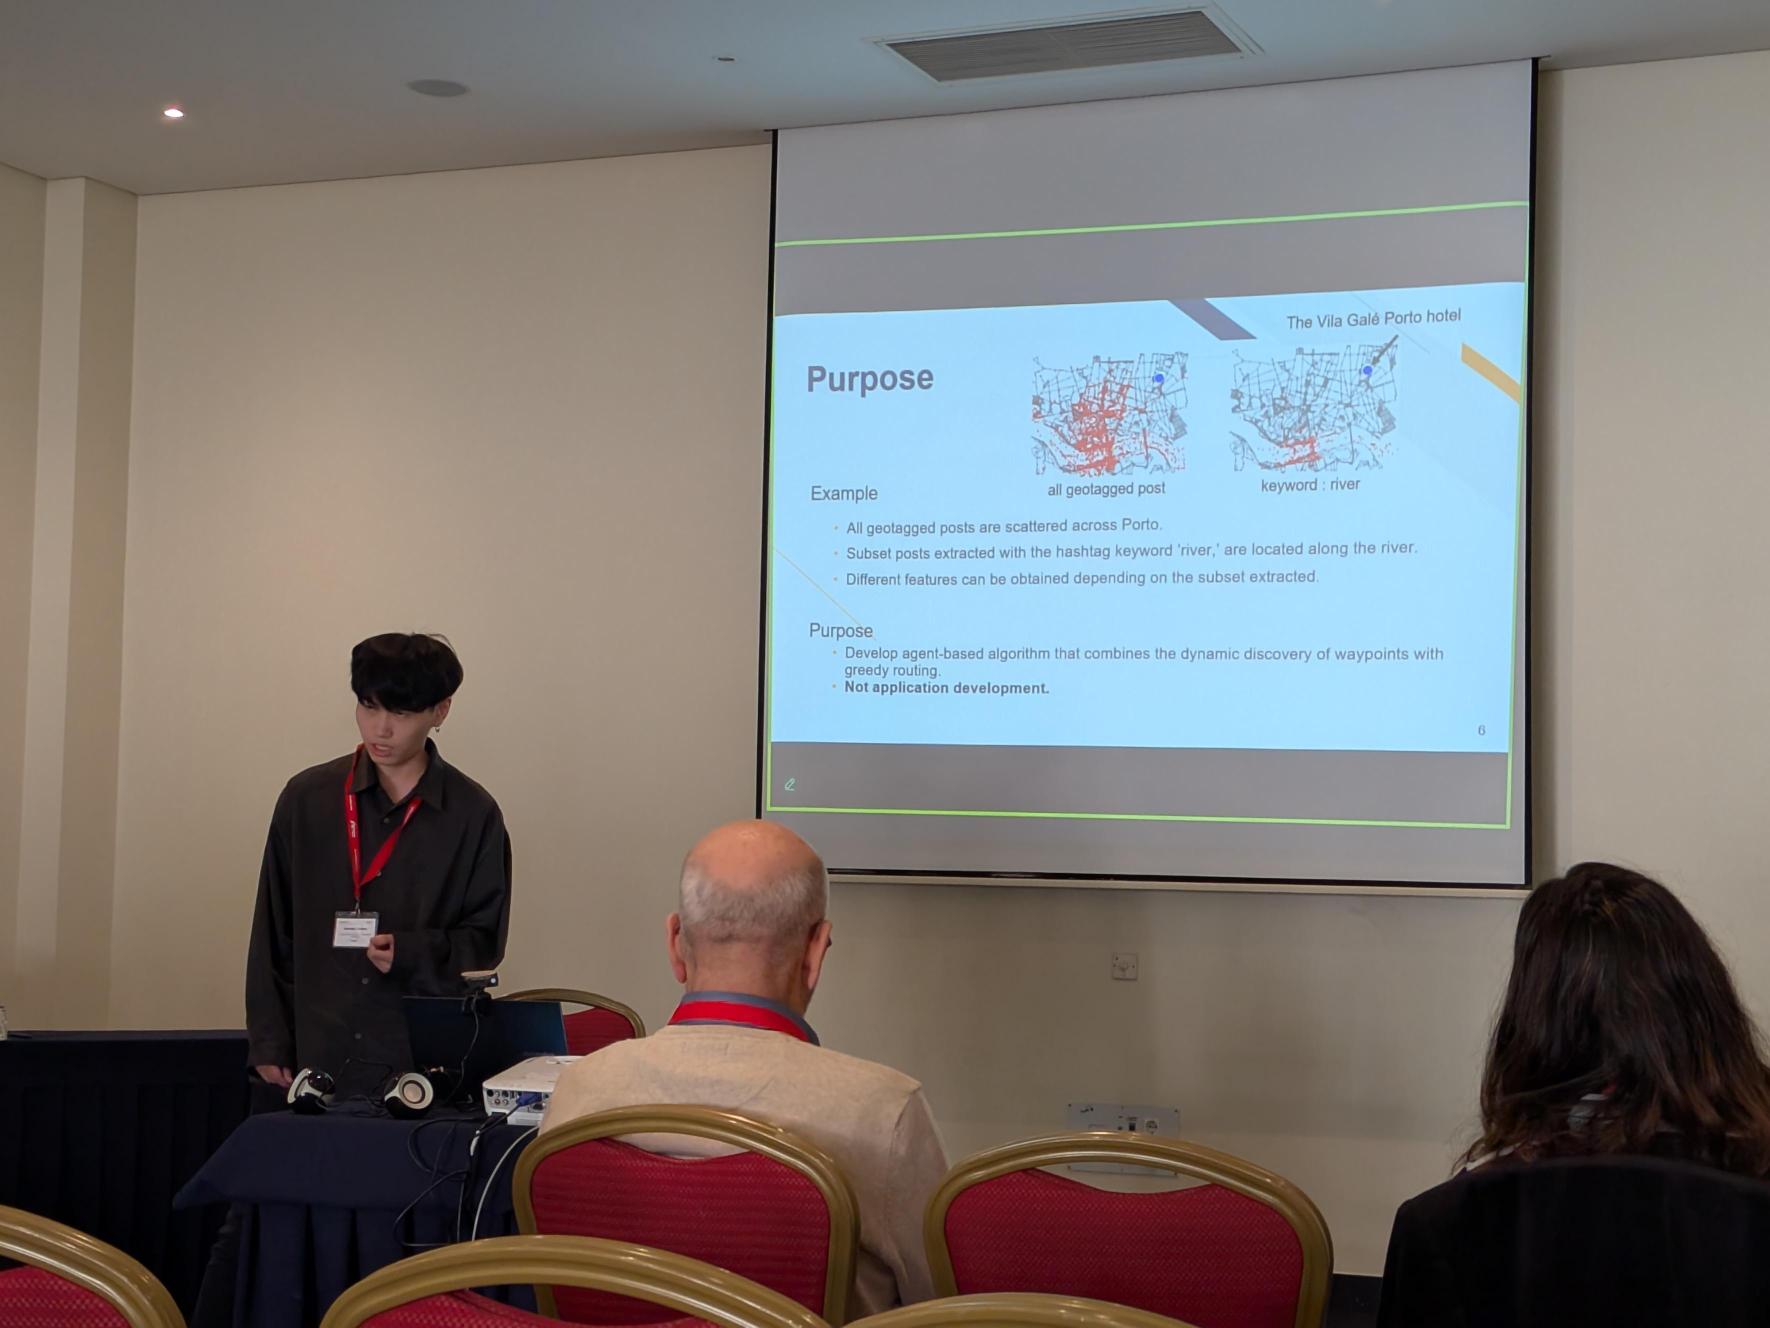 The Vila Galé Porto hotel
Purpose
all geotagged post
keyword : river
Example
• All geotagged posts are scattered across Porto.
• Subset posts extracted with the hashtag keyword 'river,' are located along the river.
• Different features can be obtained depending on the subset extracted.
Purpose
• Develop agent-based algorithm that combines the dynamic discovery of waypoints with
greedy routing.
• Not application development.
6